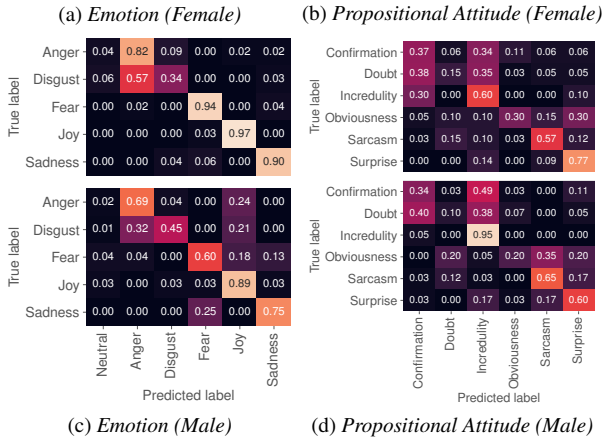 (a) Emotion (Female)
Anger 0.04 0.82 0.09 0.00 0.02 0.02
Disgust 0.06 0.57 0.34 0.00 0.02 0.00
Fear 0.00 0.02 0.00 0.94 0.00 0.04
Joy 0.00 0.00 0.00 0.03 0.97 0.00
Sadness 0.00 0.00 0.04 0.06 0.00 0.90
True label
(b) Propositional Attitude (Female)
Confirmation 0.37 0.06 0.34 0.11 0.06 0.06
Doubt 0.38 0.15 0.35 0.03 0.05 0.05
Incredulity 0.30 0.00 0.60 0.00 0.00 0.10
Obviousness 0.05 0.10 0.10 0.30 0.15 0.30
Sarcasm 0.03 0.15 0.10 0.03 0.57 0.12
Surprise 0.00 0.00 0.14 0.00 0.09 0.77
True label
Anger 0.02 0.69 0.04 0.00 0.24 0.00
Disgust 0.01 0.32 0.45 0.00 0.21 0.00
Fear 0.04 0.04 0.00 0.60 0.18 0.13
Joy 0.03 0.00 0.00 0.03 0.89 0.03
Sadness 0.00 0.00 0.00 0.25 0.00 0.75
True label
Neutral
Anger
Disgust
Fear
Joy
Sadness
Predicted label
(c) Emotion (Male)
Confirmation 0.34 0.03 0.49 0.03 0.00 0.11
Doubt 0.40 0.10 0.38 0.07 0.00 0.05
Incredulity 0.05 0.00 0.95 0.00 0.00 0.00
Obviousness 0.00 0.20 0.05 0.20 0.35 0.20
Sarcasm 0.03 0.12 0.03 0.00 0.65 0.17
Surprise 0.03 0.00 0.17 0.03 0.17 0.60
True label
Confirmation
Doubt
Incredulity
Obviousness
Sarcasm
Surprise
Predicted label
(d) Propositional Attitude (Male)